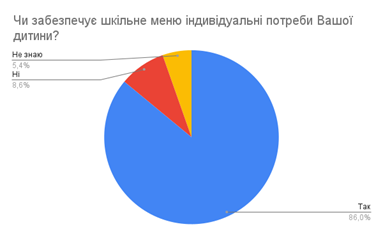 Чи забезпечує шкільне меню індивідуальні потреби Вашої
дитини?
Не знаю
5,4%
Ні
8,6%
Так
86,0%